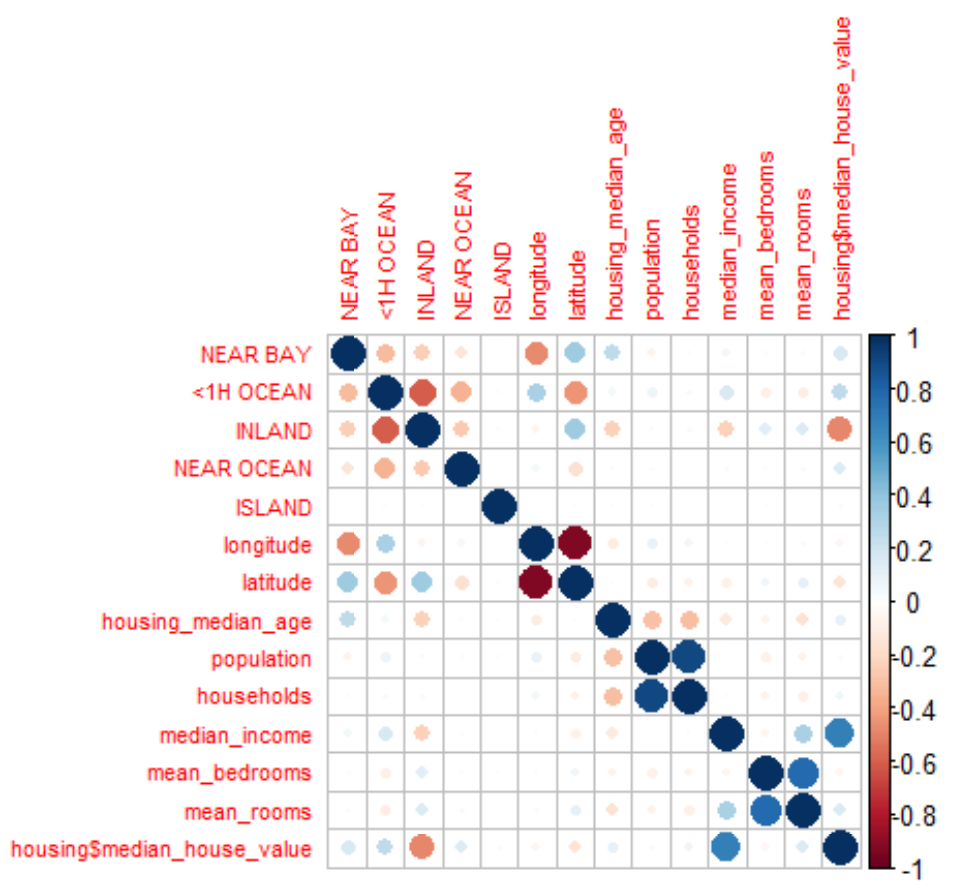 NEAR BAY
<1H OCEAN
INLAND
NEAR OCEAN
ISLAND
longitude
latitude
housing_median_age
population
households
median_income
mean_bedrooms
mean_rooms
housing$median_house_value
NEAR BAY
<1H OCEAN
INLAND
NEAR OCEAN
ISLAND
longitude
latitude
housing_median_age
population
households
median_income
mean_bedrooms
mean_rooms
housing$median_house_value
1
0.8
0.6
0.4
0.2
0
-0.2
-0.4
-0.6
-0.8
-1